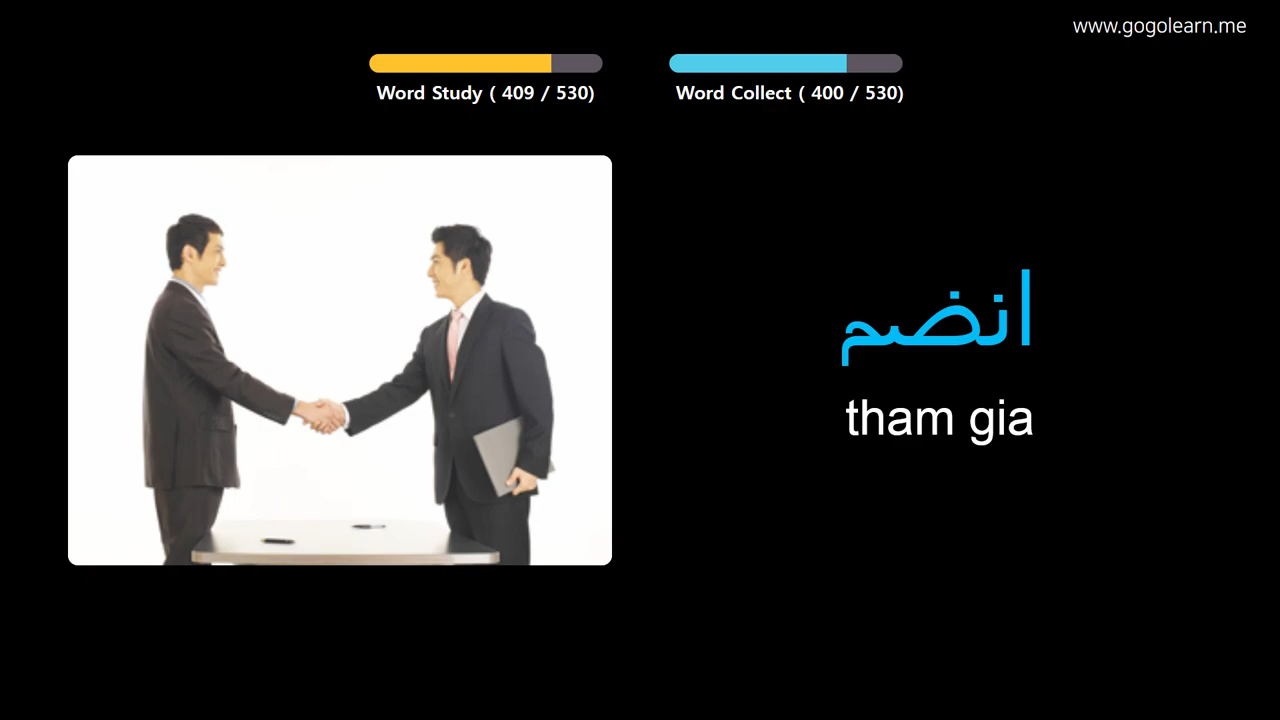 www.gogolearn.me
Word Study ( 409 / 530)
Word Collect ( 400 / 530)
انضم
tham gia